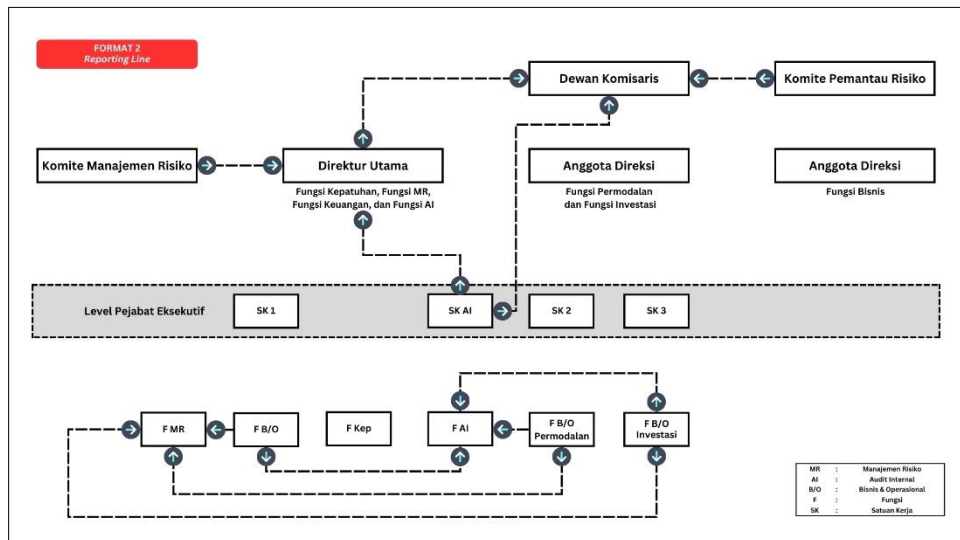 FORMAT 2
Reporting Line
Dewan Komisaris
Komite Pemantau Risiko
Komite Manajemen Risiko
Direktur Utama
Anggota Direksi
Anggota Direksi
Fungsi Kepatuhan, Fungsi MR,
Fungsi Keuangan, dan Fungsi AI
Fungsi Permodalan
dan Fungsi Investasi
Fungsi Bisnis
Level Pejabat Eksekutif
SK 1
SK AI
SK 2
SK 3
F MR
F B/O
F Kep
F AI
F B/O
Permodalan
F B/O
Investasi
MR : Manajemen Risiko
AI : Audit Internal
B/O : Bisnis & Operasional
F : Fungsi
SK : Satuan Kerja